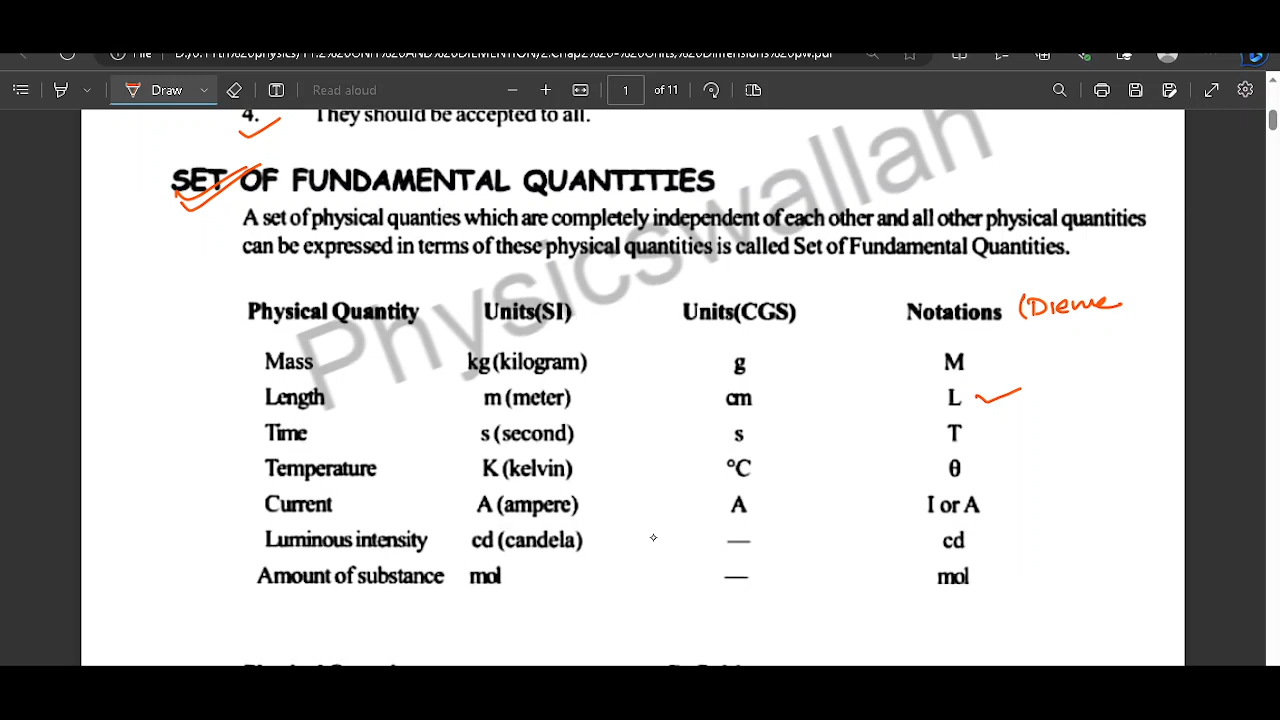 Draw
Read aloud
1 of 11
4. They should be accepted to all.
SET OF FUNDAMENTAL QUANTITIES
A set of physical quanties which are completely independent of each other and all other physical quantities
can be expressed in terms of these physical quantities is called Set of Fundamental Quantities.
Physical Quantity Units(SI) Units(CGS) Notations (Dieme
Mass kg (kilogram) g M
Length m (meter) cm L
Time s (second) s T
Temperature K (kelvin) °C θ
Current A (ampere) A I or A
Luminous intensity cd (candela) — cd
Amount of substance mol — mol
Physicswallah